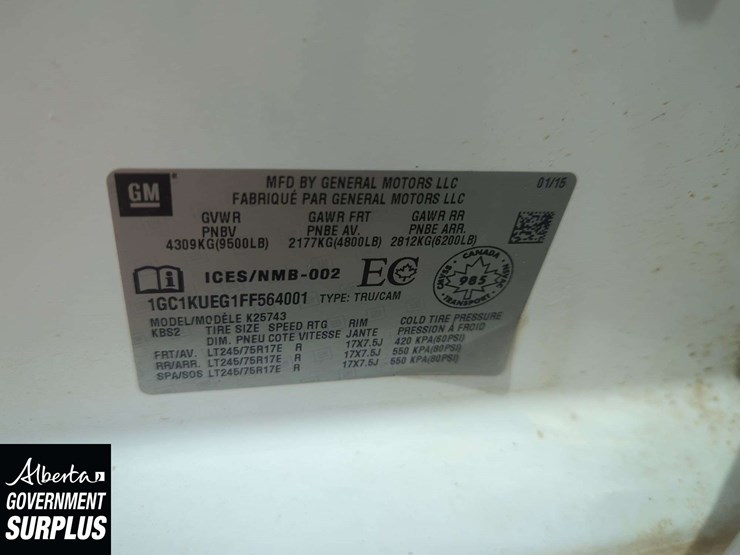 GM
MFD BY GENERAL MOTORS LLC 01/15
FABRIQUÉ PAR GENERAL MOTORS LLC
GVWR GAWR FRT GAWR RR
PNBV PNBE AV. PNBE ARR.
4309KG(9500LB) 2177KG(4800LB) 2812KG(6200LB)
ICES/NMB-002 EC
CANADA
985
TRANSPORT
1GC1KUEG1FF564001 TYPE: TRU/CAM
MODEL/MODÈLE K25743
KBS2 TIRE SIZE SPEED RTG RIM COLD TIRE PRESSURE
DIM. PNEU COTE VITESSE JANTE PRESSION À FROID
FRT/AV. LT245/75R17E R 17X7.5J 420 KPA(60PSI)
RR/ARR. LT245/75R17E R 17X7.5J 550 KPA(80PSI)
SPA/SOS LT245/75R17E R 17X7.5J 550 KPA(80PSI)
Alberta
GOVERNMENT
SURPLUS